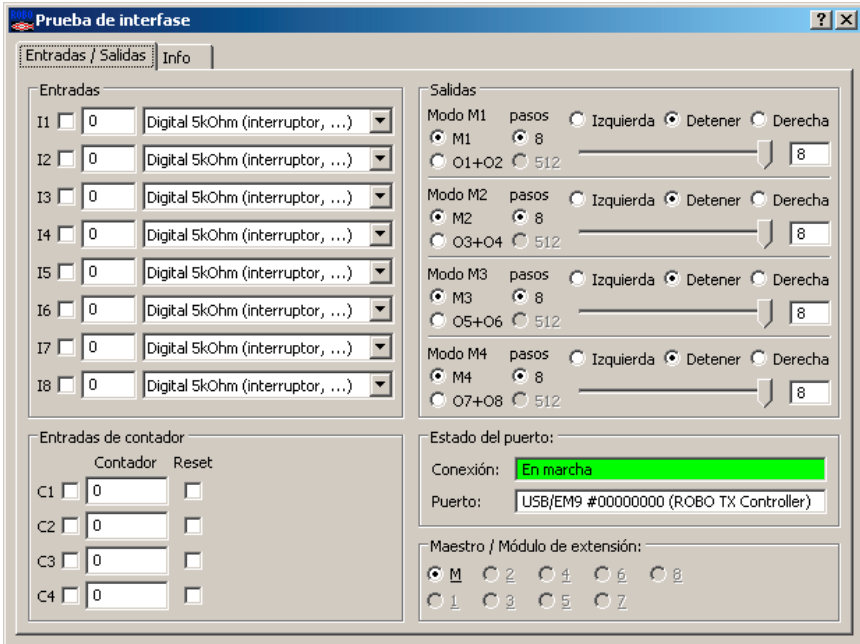 ROBO Prueba de interfase ? X
Entradas / Salidas Info
Entradas
I1 0 Digital 5kOhm (interruptor, ...)
I2 0 Digital 5kOhm (interruptor, ...)
I3 0 Digital 5kOhm (interruptor, ...)
I4 0 Digital 5kOhm (interruptor, ...)
I5 0 Digital 5kOhm (interruptor, ...)
I6 0 Digital 5kOhm (interruptor, ...)
I7 0 Digital 5kOhm (interruptor, ...)
I8 0 Digital 5kOhm (interruptor, ...)
Entradas de contador
Contador Reset
C1 0
C2 0
C3 0
C4 0
Salidas
Modo M1 pasos Izquierda Detener Derecha
M1 8
O1+O2 512 8
Modo M2 pasos Izquierda Detener Derecha
M2 8
O3+O4 512 8
Modo M3 pasos Izquierda Detener Derecha
M3 8
O5+O6 512 8
Modo M4 pasos Izquierda Detener Derecha
M4 8
O7+O8 512 8
Estado del puerto:
Conexión: En marcha
Puerto: USB/EM9 #00000000 (ROBO TX Controller)
Maestro / Módulo de extensión:
M 2 4 6 8
1 3 5 7